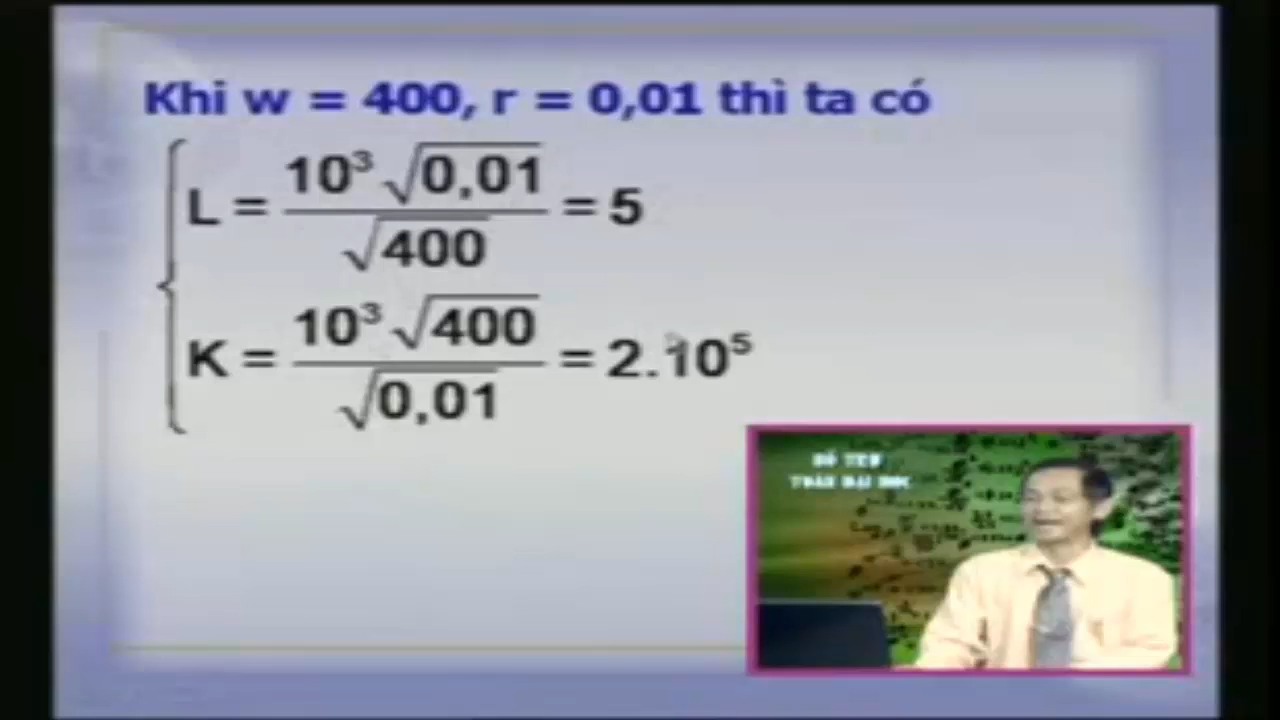 Khi w = 400, r = 0,01 thì ta có
L = 10³ √0,01 / √400 = 5
K = 10³ √400 / √0,01 = 2.10⁵